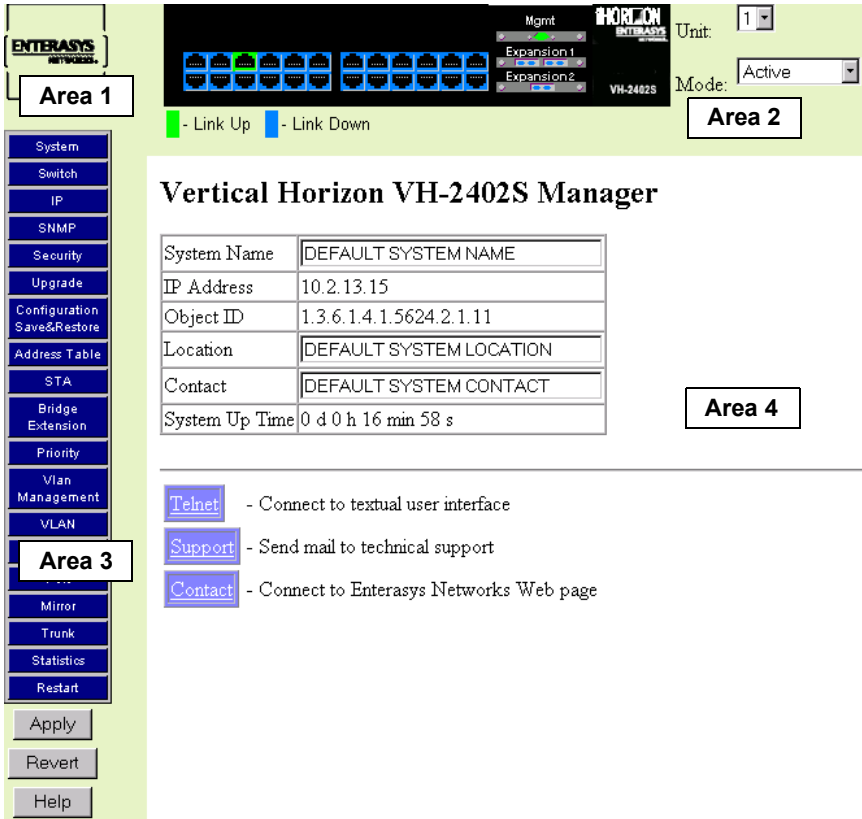 ENTERASYS
NETWORKS.
Area 1
Mgmt
Expansion 1
Expansion 2
HORIZON
ENTERASYS
VH-2402S
Unit: 1
Mode: Active
Area 2
- Link Up
- Link Down
System
Switch
IP
SNMP
Security
Upgrade
Configuration
Save&Restore
Address Table
STA
Bridge
Extension
Priority
Vlan
Management
VLAN
Area 3
Mirror
Trunk
Statistics
Restart
Apply
Revert
Help
Vertical Horizon VH-2402S Manager
System Name DEFAULT SYSTEM NAME
IP Address 10.2.13.15
Object ID 1.3.6.1.4.1.5624.2.1.11
Location DEFAULT SYSTEM LOCATION
Contact DEFAULT SYSTEM CONTACT
System Up Time 0 d 0 h 16 min 58 s
Area 4
Telnet - Connect to textual user interface
Support - Send mail to technical support
Contact - Connect to Enterasys Networks Web page